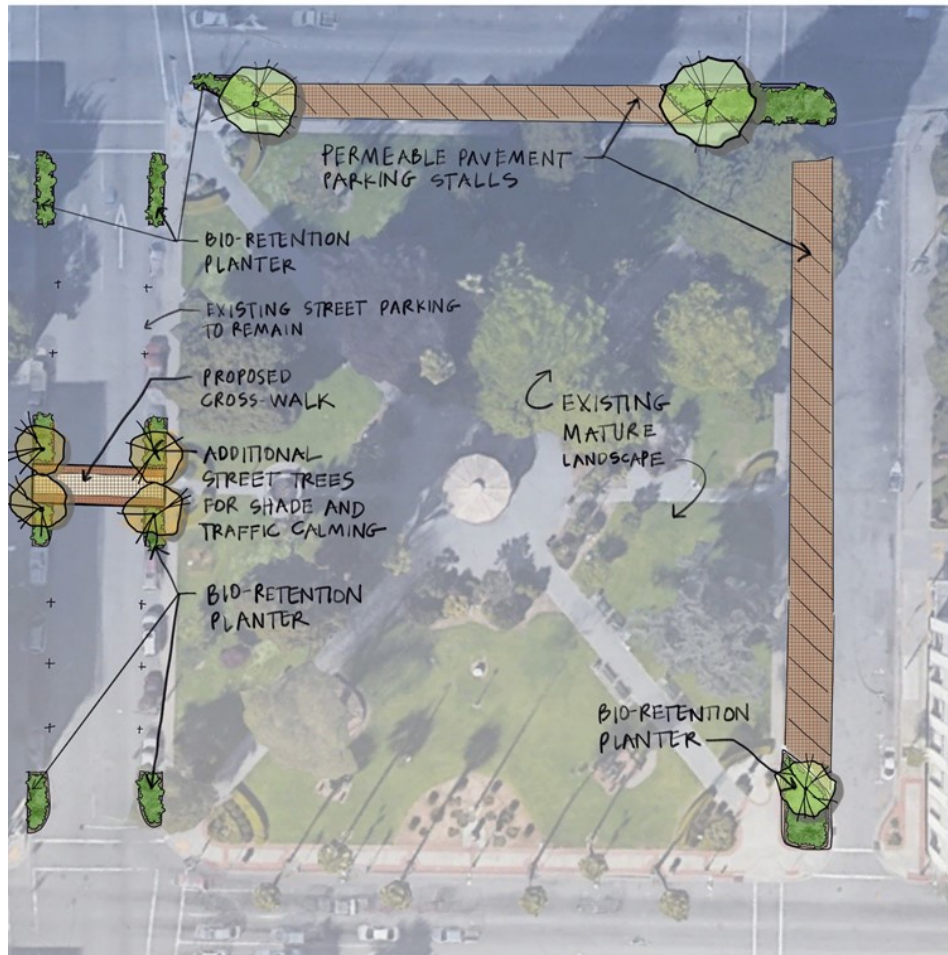 PERMEABLE PAVEMENT
PARKING STALLS
BIO-RETENTION
PLANTER
EXISTING STREET PARKING
TO REMAIN
PROPOSED
CROSS-WALK
EXISTING
MATURE
LANDSCAPE
ADDITIONAL
STREET TREES
FOR SHADE AND
TRAFFIC CALMING
BIO-RETENTION
PLANTER
BIO-RETENTION
PLANTER